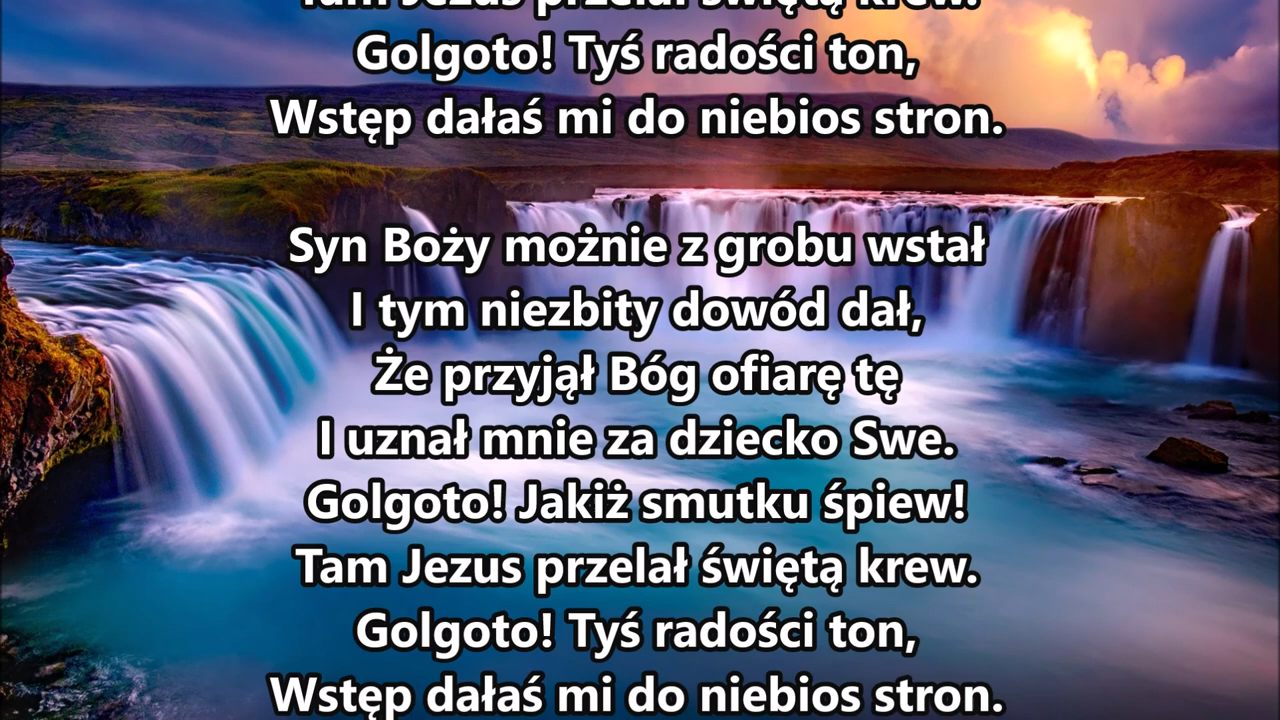 Tam Jezus przelał świętą krew.
Golgoto! Tyś radości ton,
Wstęp dałaś mi do niebios stron.
Syn Boży możnie z grobu wstał
I tym niezbity dowód dał,
Że przyjął Bóg ofiarę tę
I uznał mnie za dziecko Swe.
Golgoto! Jakiż smutku śpiew!
Tam Jezus przelał świętą krew.
Golgoto! Tyś radości ton,
Wstęp dałaś mi do niebios stron.